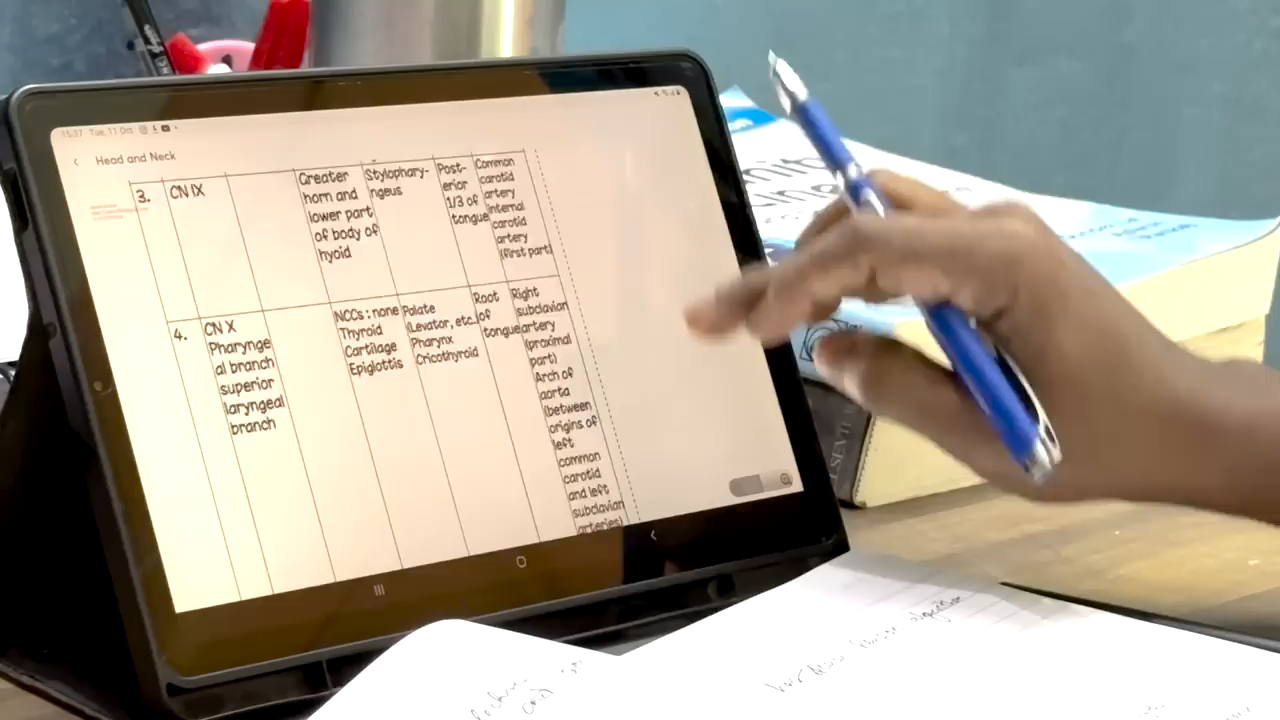 15:37 Tue, 11 Oct
Head and Neck
3.
CN IX
Greater
horn and
lower part
of body of
hyoid
Stylophary-
ngeus
Post-
erior
1/3 of
tongue
Common
carotid
artery
internal
carotid
artery
(first part)
4.
CN X
Pharynge
al branch
superior
laryngeal
branch
NCCs : none
Thyroid
Cartilage
Epiglottis
Palate
(Levator, etc.
Pharynx
Cricothyroid
Root
of
tongue
Right
subclavian
artery
(proximal
part)
Arch of
aorta
(between
origins of
left
common
carotid
and left
subclavian
arteries)